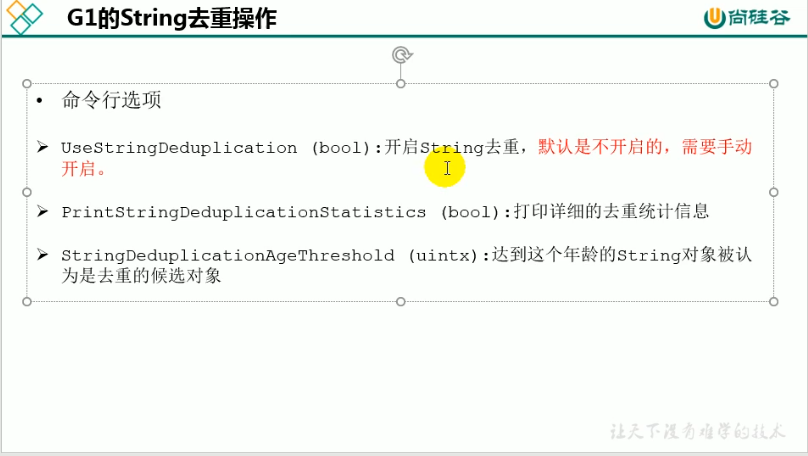 G1的String去重操作
尚硅谷
• 命令行选项
➢ UseStringDeduplication (bool):开启String去重，默认是不开启的，需要手动
开启。
➢ PrintStringDeduplicationStatistics (bool):打印详细的去重统计信息
➢ StringDeduplicationAgeThreshold (uintx):达到这个年龄的String对象被认
为是去重的候选对象
让天下没有难学的技术